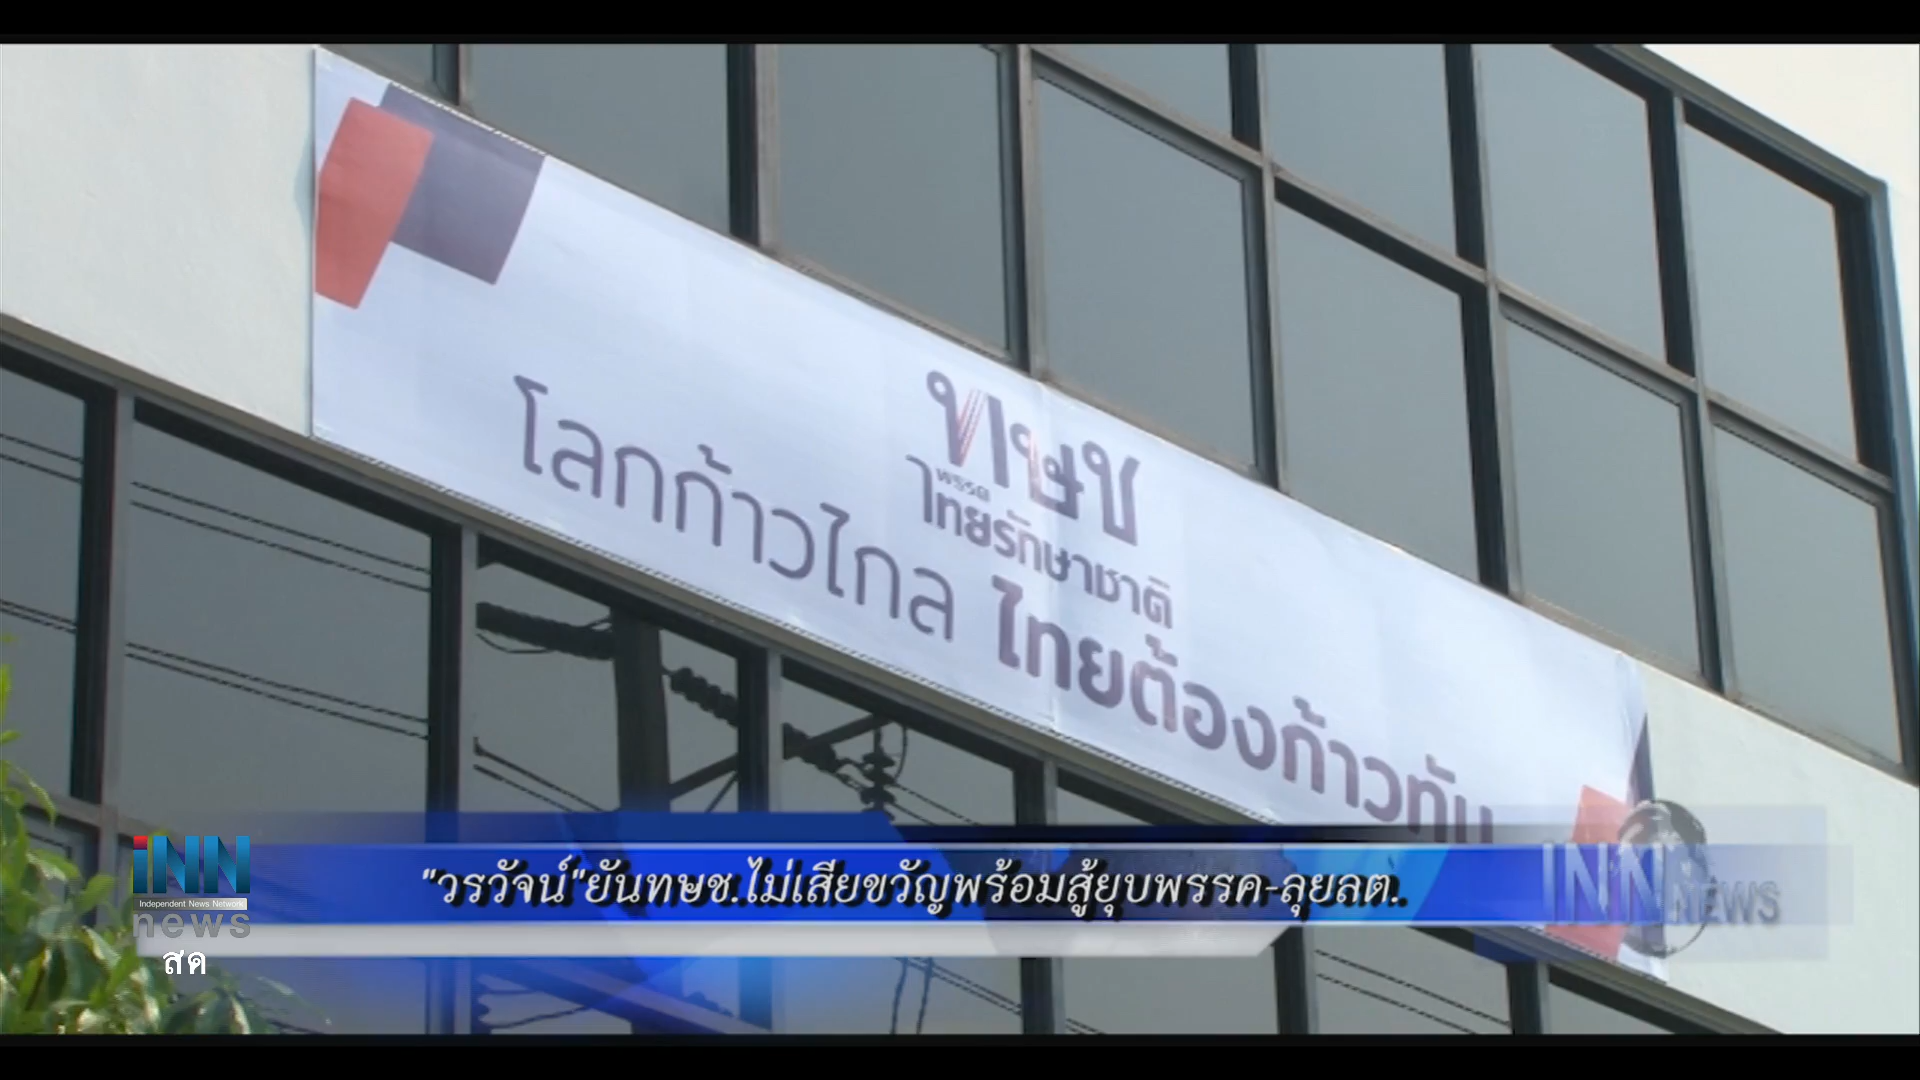 ทษช
พรรค
ไทยรักษาชาติ
โลกก้าวไกล ไทยต้องก้าวทัน
"วรวัจน์"ยันทษช.ไม่เสียขวัญพร้อมสู้ยุบพรรค-ลุยลต.
INN NEWS
iNN
Independent News Network
news
สด